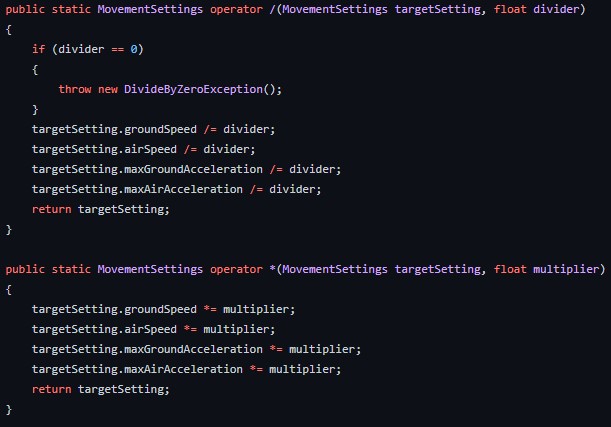 public static MovementSettings operator /(MovementSettings targetSetting, float divider)
{
    if (divider == 0)
    {
        throw new DivideByZeroException();
    }
    targetSetting.groundSpeed /= divider;
    targetSetting.airSpeed /= divider;
    targetSetting.maxGroundAcceleration /= divider;
    targetSetting.maxAirAcceleration /= divider;
    return targetSetting;
}

public static MovementSettings operator *(MovementSettings targetSetting, float multiplier)
{
    targetSetting.groundSpeed *= multiplier;
    targetSetting.airSpeed *= multiplier;
    targetSetting.maxGroundAcceleration *= multiplier;
    targetSetting.maxAirAcceleration *= multiplier;
    return targetSetting;
}